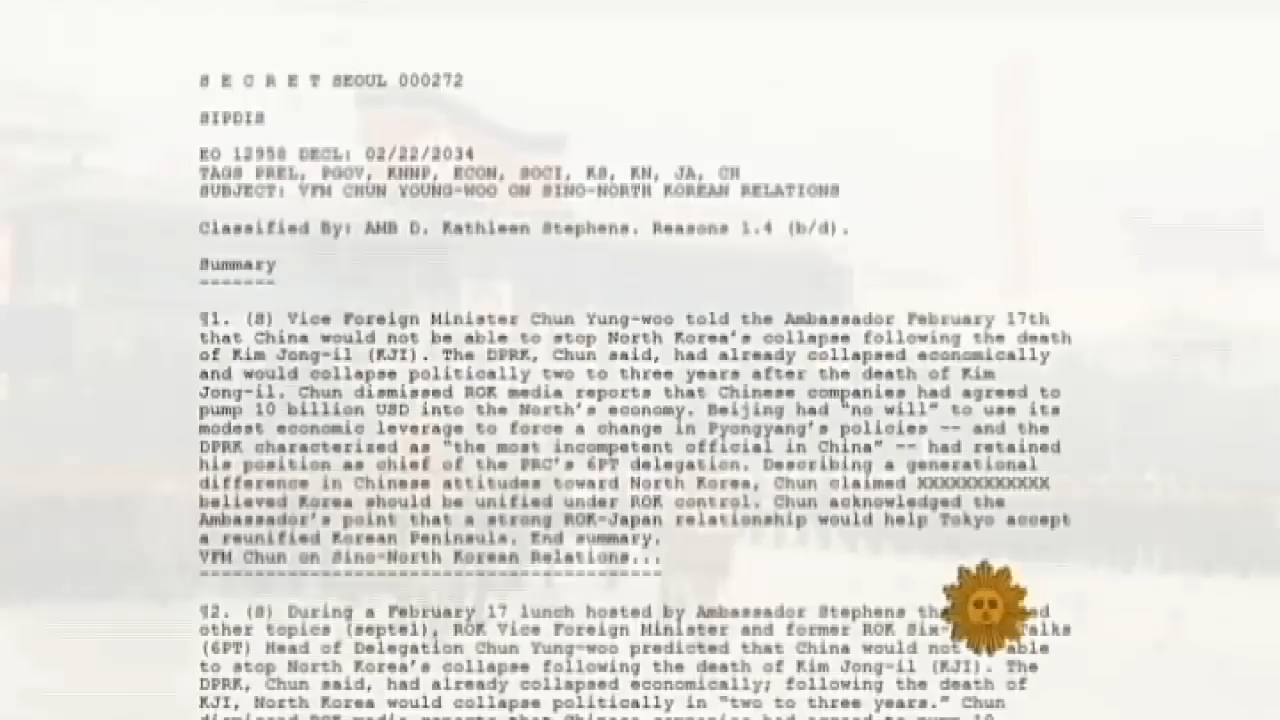 S E C R E T SEOUL 000272
SIPDIS
EO 12958 DECL: 02/22/2034
TAGS PREL, PGOV, KNNP, ECON, SOCI, KS, KN, JA, CH
SUBJECT: VFM CHUN YOUNG-WOO ON SINO-NORTH KOREAN RELATIONS
Classified By: AMB D. Kathleen Stephens. Reasons 1.4 (b/d).
Summary
-------
¶1. (S) Vice Foreign Minister Chun Yung-woo told the Ambassador February 17th
that China would not be able to stop North Korea's collapse following the death
of Kim Jong-il (KJI). The DPRK, Chun said, had already collapsed economically
and would collapse politically two to three years after the death of Kim
Jong-il. Chun dismissed ROK media reports that Chinese companies had agreed to
pump 10 billion USD into the North's economy. Beijing had "no will" to use its
modest economic leverage to force a change in Pyongyang's policies -- and the
DPRK characterized as "the most incompetent official in China" -- had retained
his position as chief of the PRC's 6PT delegation. Describing a generational
difference in Chinese attitudes toward North Korea, Chun claimed XXXXXXXXXXXX
believed Korea should be unified under ROK control. Chun acknowledged the
Ambassador's point that a strong ROK-Japan relationship would help Tokyo accept
a reunified Korean Peninsula. End summary.
VFM Chun on Sino-North Korean Relations...
------------------------------------------
¶2. (S) During a February 17 lunch hosted by Ambassador Stephens
other topics (septel), ROK Vice Foreign Minister and former ROK
(6PT) Head of Delegation Chun Yung-woo predicted that China would not able
to stop North Korea's collapse following the death of Kim Jong-il (KJI). The
DPRK, Chun said, had already collapsed economically; following the death of
KJI, North Korea would collapse politically in "two to three years." Chun
dismissed ROK media reports that Chinese companies had agreed to pump 10